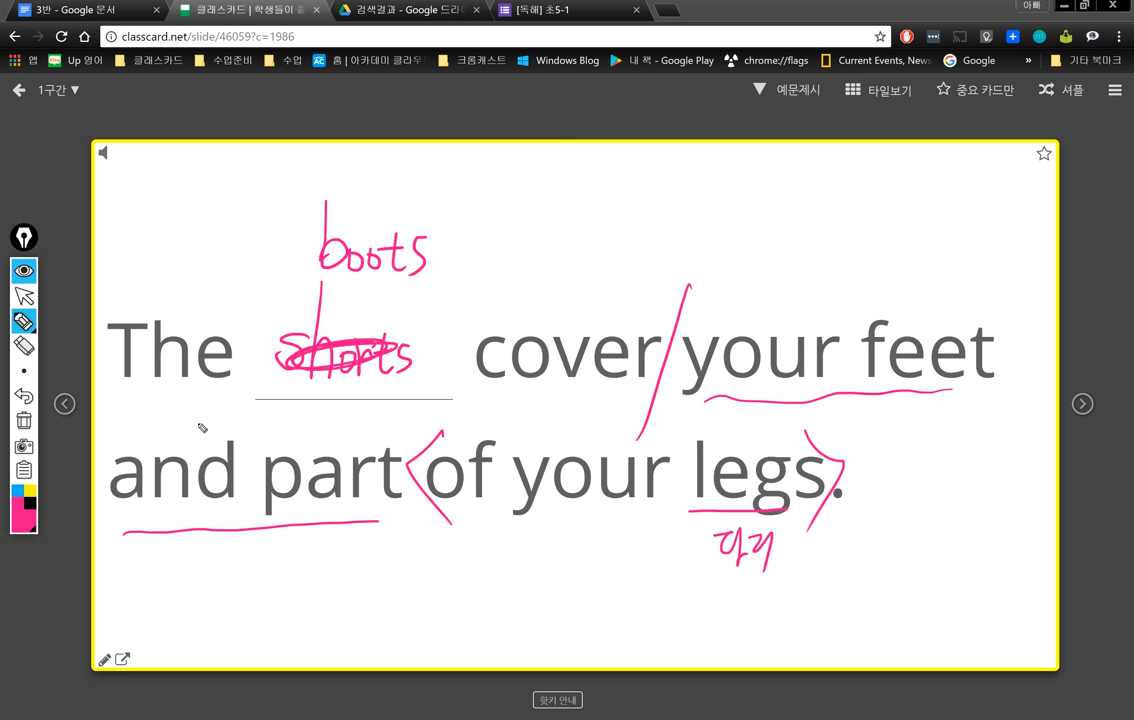 3반 - Google 문서
클래스카드 | 학생들이 좋
검색결과 - Google 드라이
[독해] 초5-1
아빠
classcard.net/slide/46059?c=1986
앱 Up 영어 클래스카드 수업준비 수업 AC 홈 | 아카데미 클라우 크롬캐스트 Windows Blog 내 책 - Google Play chrome://flags Current Events, News Google » 기타 북마크
1구간 ▼ ▼ 예문제시 타일보기 중요 카드만 셔플
boots
The shorts cover your feet
and part of your legs.
다리
핫키 안내